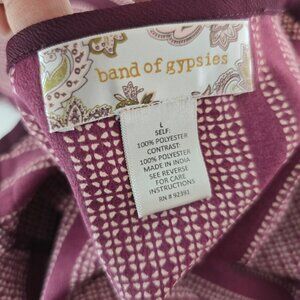 band of gypsies
L
SELF:
100% POLYESTER
CONTRAST:
100% POLYESTER
MADE IN INDIA
SEE REVERSE
FOR CARE
INSTRUCTIONS
RN # 92391